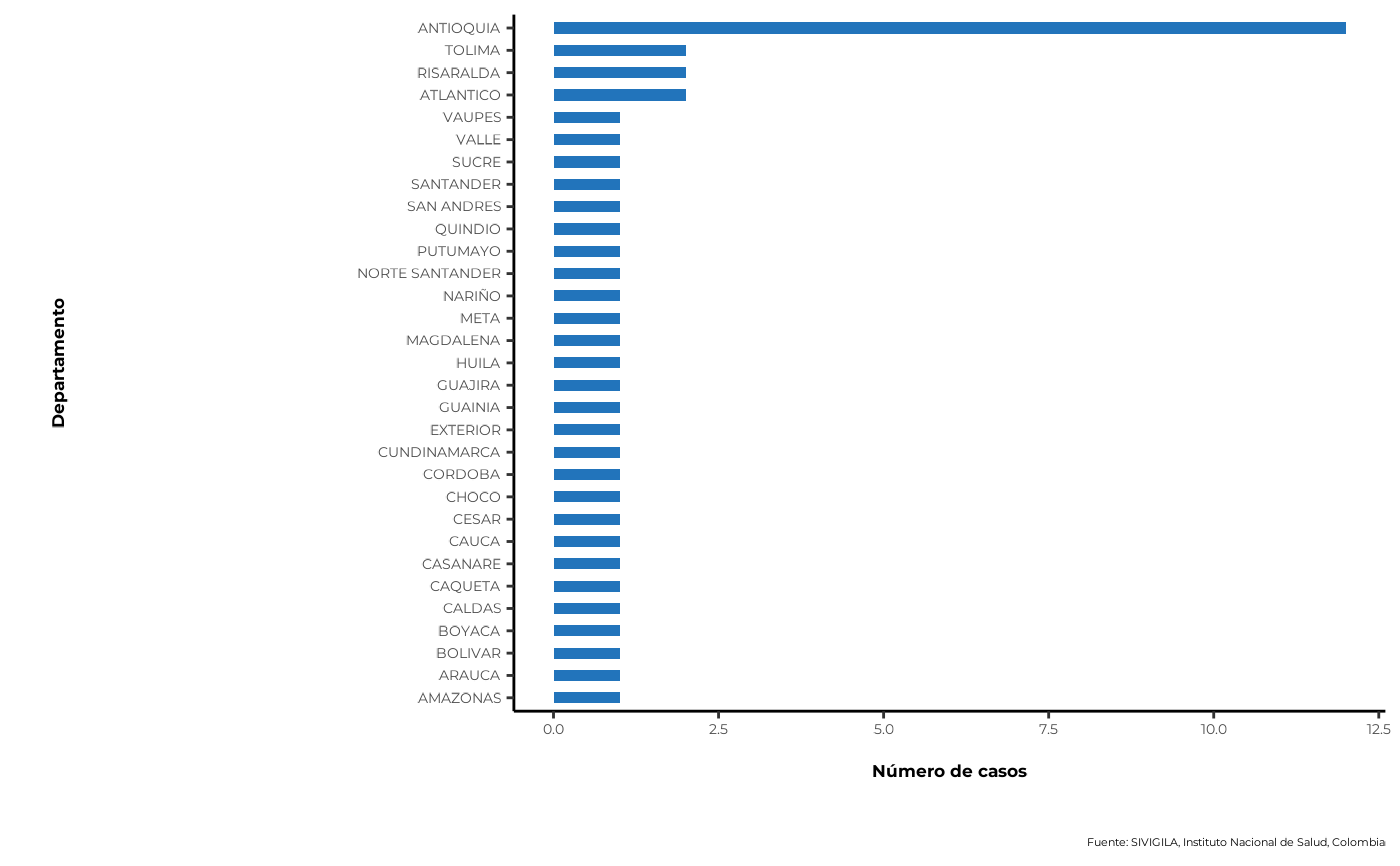 ANTIOQUIA
TOLIMA
RISARALDA
ATLANTICO
VAUPES
VALLE
SUCRE
SANTANDER
SAN ANDRES
QUINDIO
PUTUMAYO
NORTE SANTANDER
NARIÑO
META
MAGDALENA
HUILA
GUAJIRA
GUAINIA
EXTERIOR
CUNDINAMARCA
CORDOBA
CHOCO
CESAR
CAUCA
CASANARE
CAQUETA
CALDAS
BOYACA
BOLIVAR
ARAUCA
AMAZONAS
Departamento
0.0 2.5 5.0 7.5 10.0 12.5
Número de casos
Fuente: SIVIGILA, Instituto Nacional de Salud, Colombia